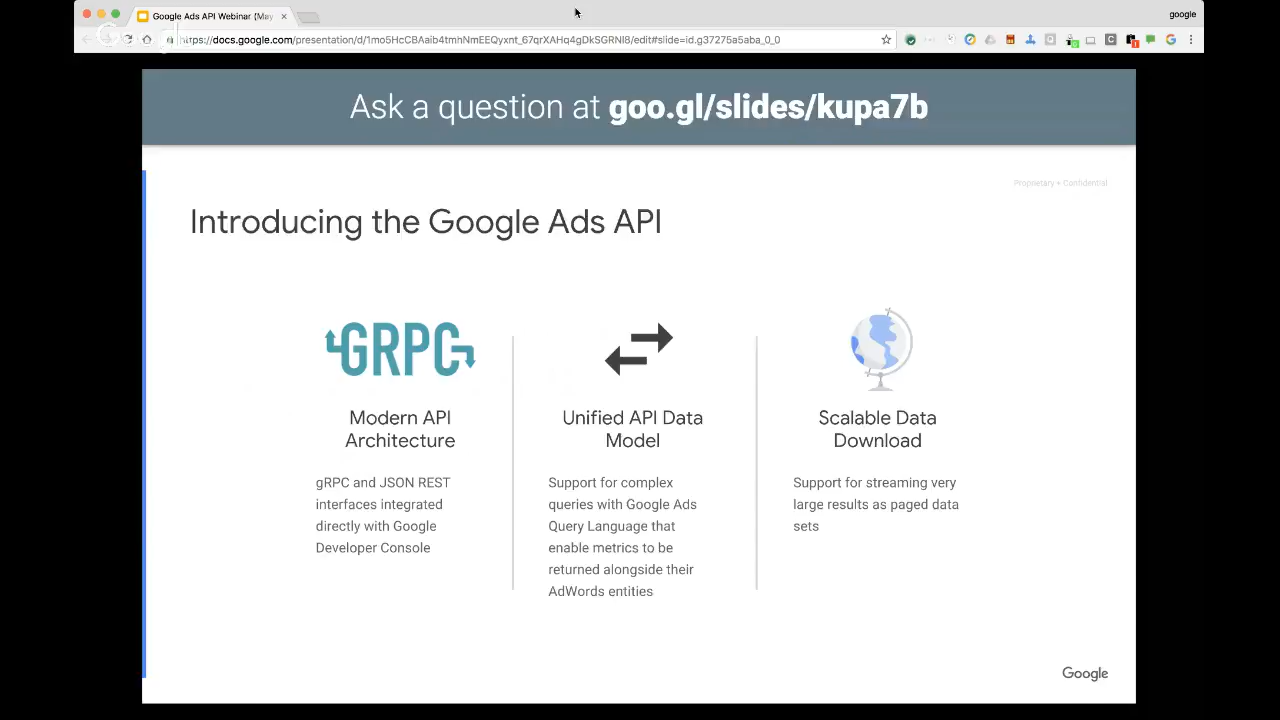 Google Ads API Webinar (May
google
https://docs.google.com/presentation/d/1mo5HcCBAaib4tmhNmEEQyxnt_67qrXAHq4gDkSGRNI8/edit#slide=id.g37275a5aba_0_0
Ask a question at goo.gl/slides/kupa7b
Proprietary + Confidential
Introducing the Google Ads API
GRPC
Modern API
Architecture
gRPC and JSON REST
interfaces integrated
directly with Google
Developer Console
Unified API Data
Model
Support for complex
queries with Google Ads
Query Language that
enable metrics to be
returned alongside their
AdWords entities
Scalable Data
Download
Support for streaming very
large results as paged data
sets
Google